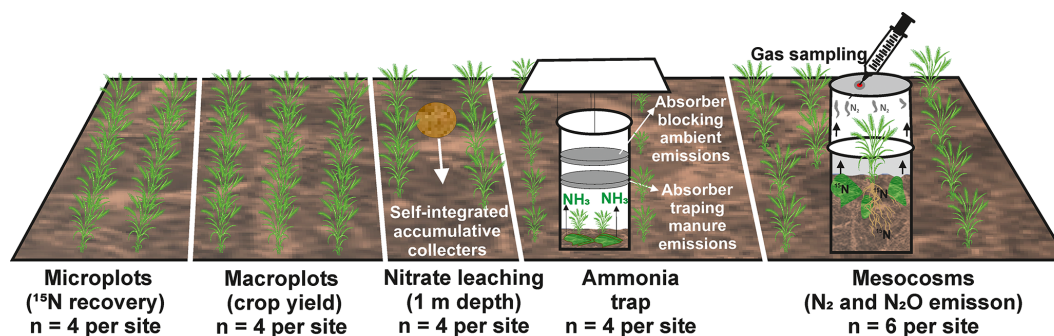 Gas sampling
N₂ N₂
Absorber
blocking
ambient
emissions
Absorber
traping
manure
emissions
NH₃ NH₃
Self-integrated
accumulative
collecters
¹⁵N ¹⁵N
¹⁵N
Microplots
(¹⁵N recovery)
n = 4 per site
Macroplots
(crop yield)
n = 4 per site
Nitrate leaching
(1 m depth)
n = 4 per site
Ammonia
trap
n = 4 per site
Mesocosms
(N₂ and N₂O emisson)
n = 6 per site